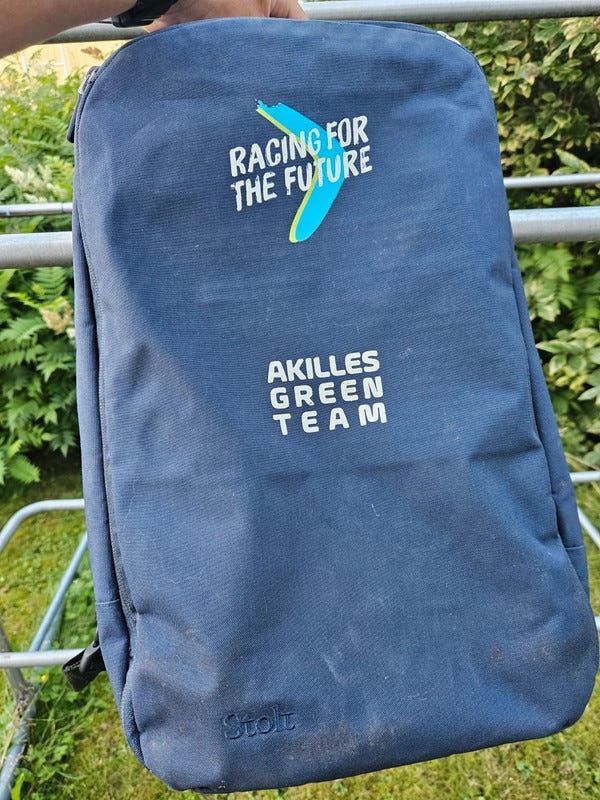 RACING FOR
THE FUTURE
AKILLES
GREEN
TEAM
Stolt